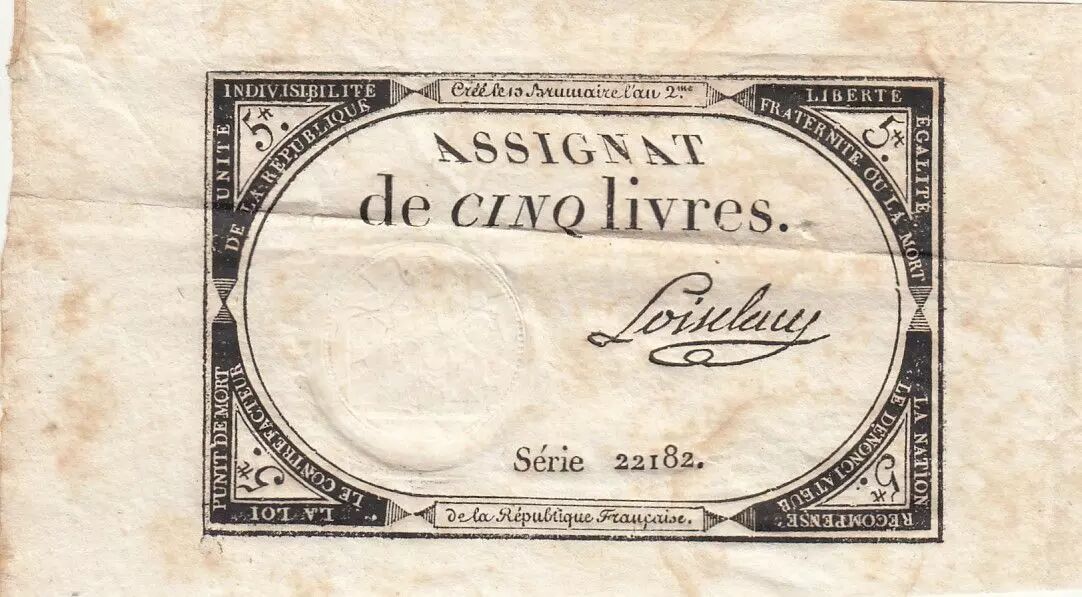 Créé le 10 Brumaire l'an 2.me
INDIVISIBILITÉ
UNITÉ
DE LA RÉPUBLIQUE
5#.
LIBERTÉ
ÉGALITÉ
FRATERNITÉ OU LA MORT
5#.
ASSIGNAT
de CINQ livres.
Loiselamy
Série 22182.
LA LOI
PUNIT DE MORT
LE CONTREFACTEUR
5#.
LA NATION
RÉCOMPENSE
LE DÉNONCIATEUR
5#.
de la République Française.